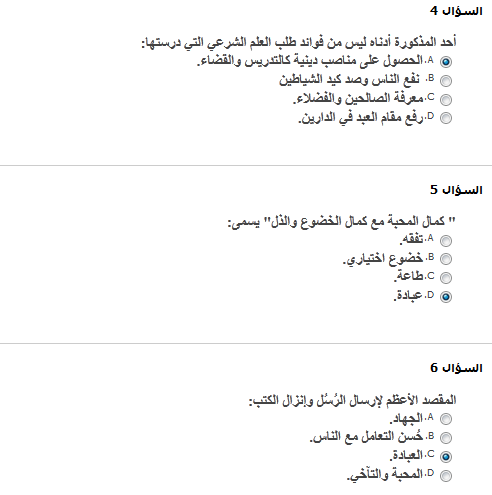 السؤال 4
أحد المذكورة أدناه ليس من فوائد طلب العلم الشرعي التي درستها:
A. الحصول على مناصب دينية كالتدريس والقضاء.
B. نفع الناس وصد كيد الشياطين
C. معرفة الصالحين والفضلاء.
D. رفع مقام العبد في الدارين.
السؤال 5
" كمال المحبة مع كمال الخضوع والذل" يسمى:
A. تفقه.
B. خضوع اختياري.
C. طاعة.
D. عبادة.
السؤال 6
المقصد الأعظم لإرسال الرُسُل وإنزال الكتب:
A. الجهاد.
B. حُسن التعامل مع الناس.
C. العبادة.
D. المحبة والتآخي.